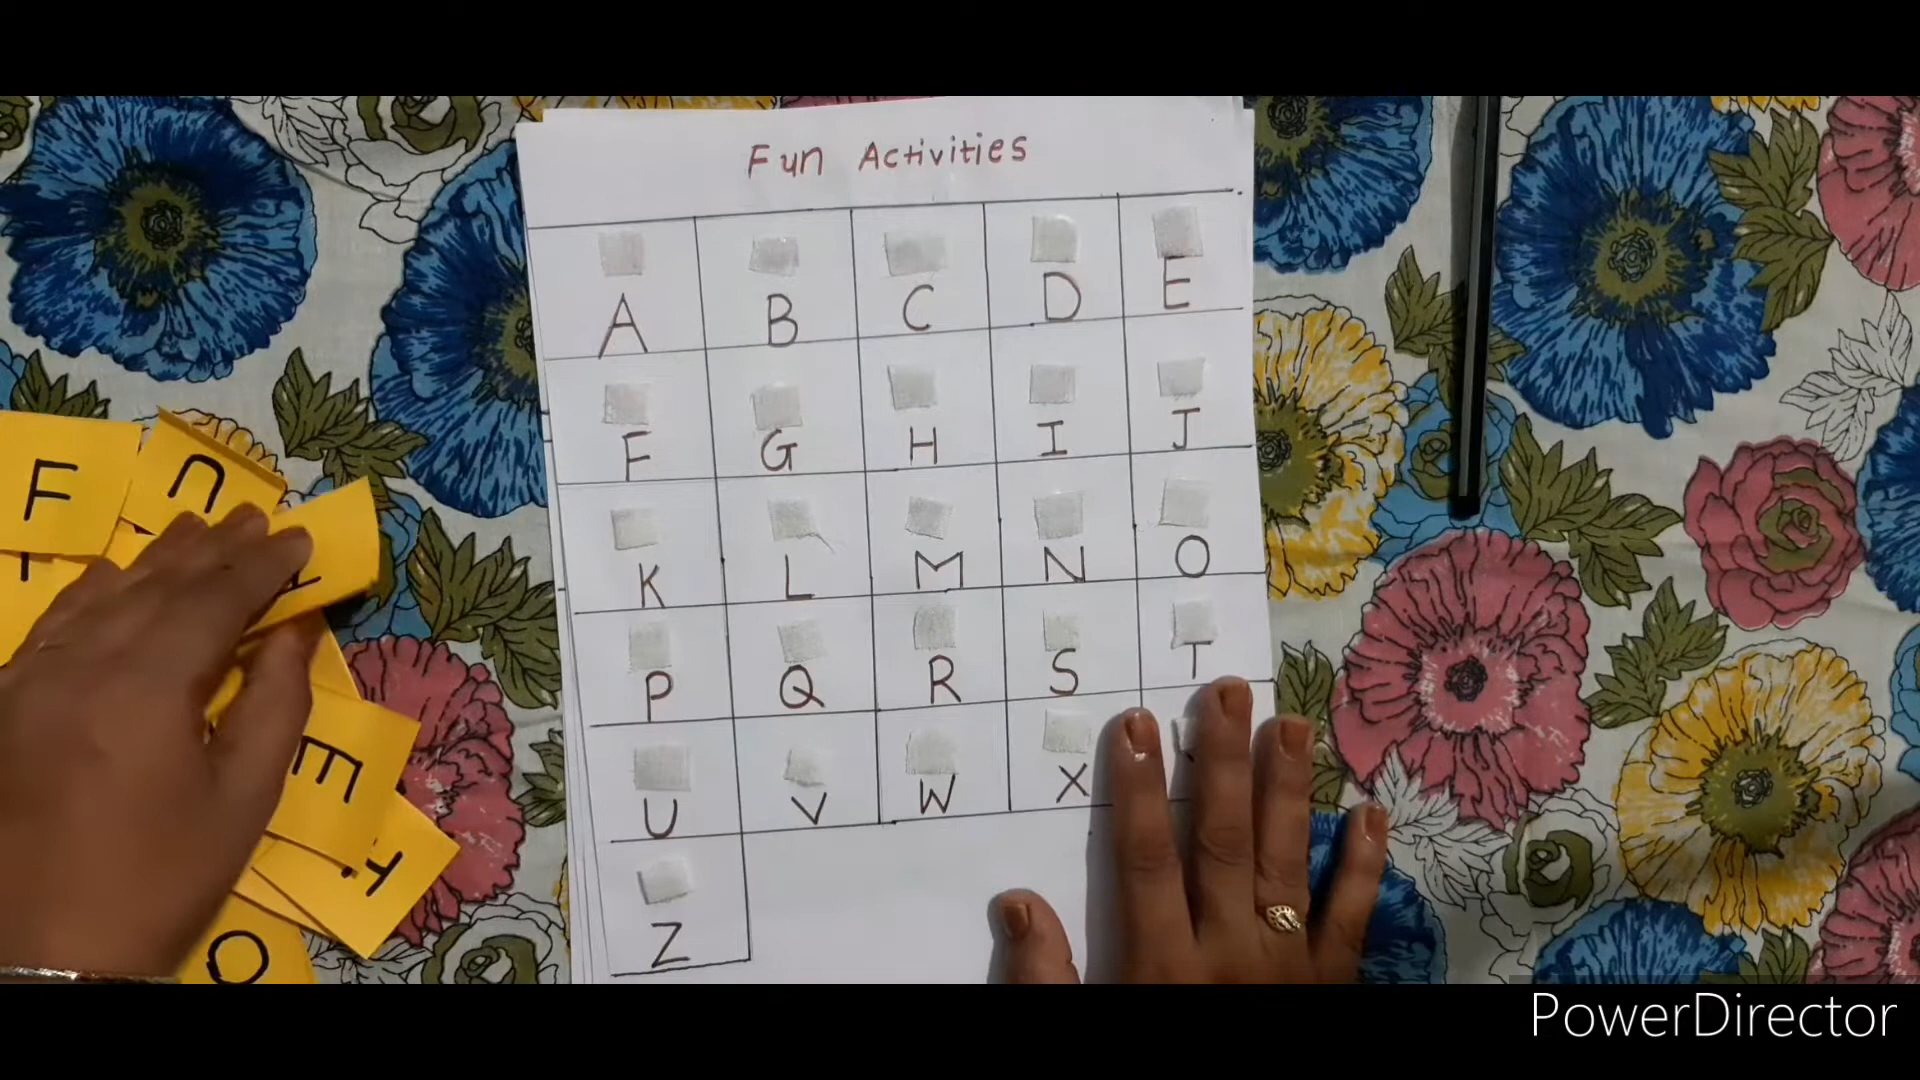 Fun Activities
A B C D E
F G H I J
K L M N O
P Q R S T
U V W X
Z
F
E
O
PowerDirector